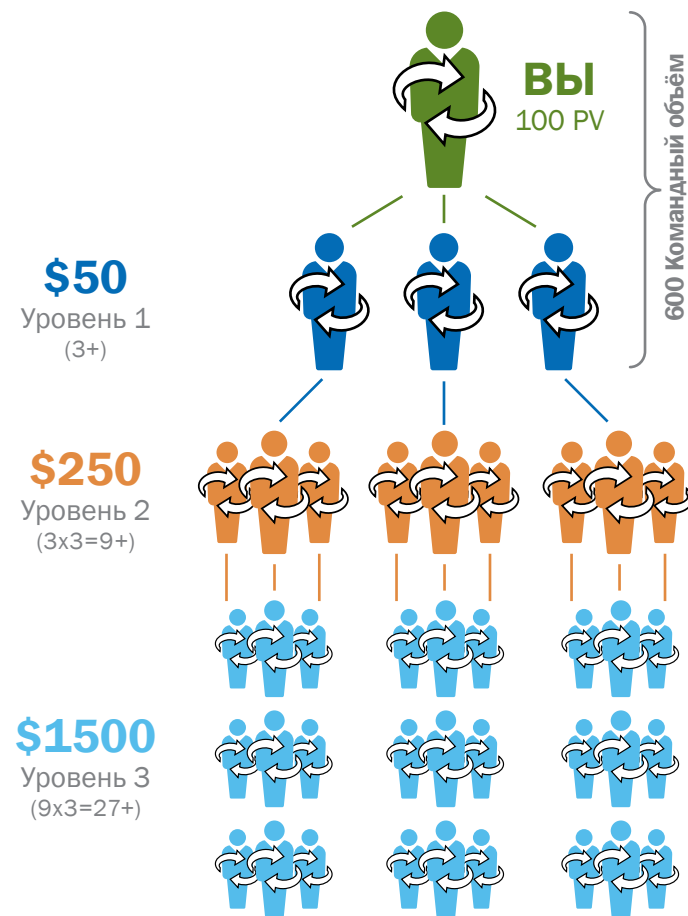 ВЫ
100 PV
600 Командный объём
$50
Уровень 1
(3+)
$250
Уровень 2
(3x3=9+)
$1500
Уровень 3
(9x3=27+)